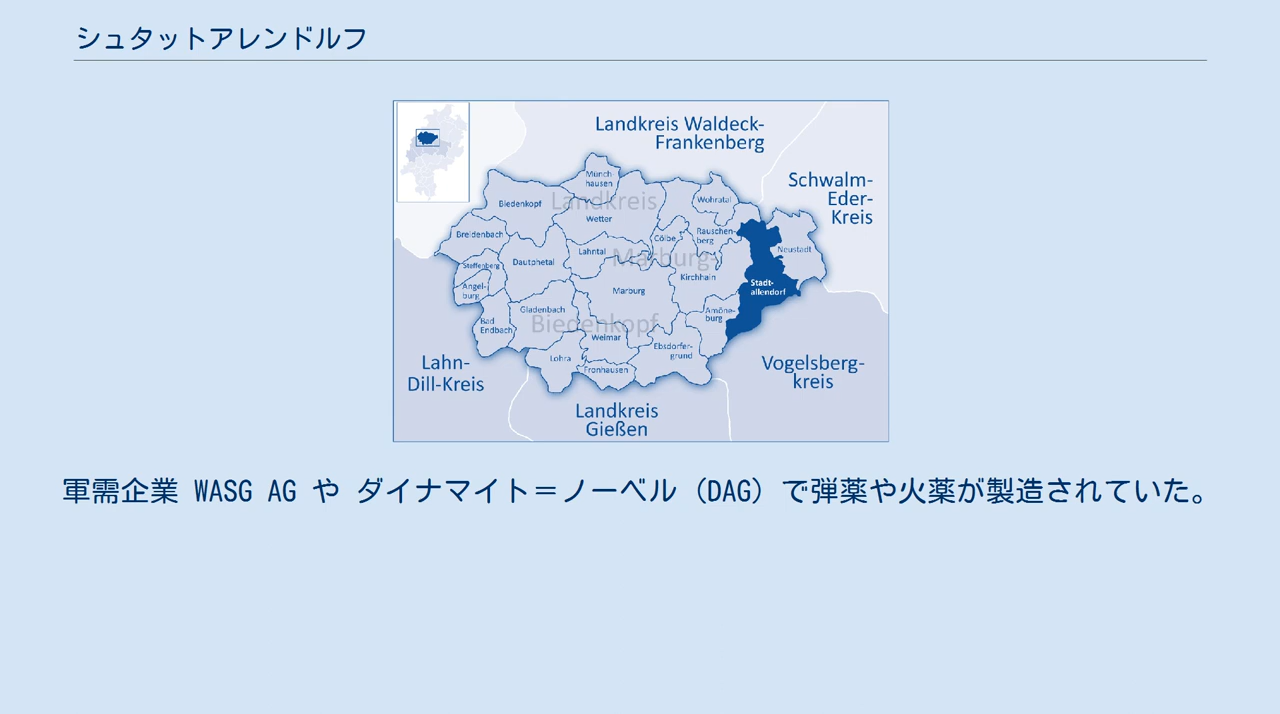 シュタットアレンドルフ
Landkreis Waldeck-
Frankenberg
Schwalm-
Eder-
Kreis
Münch-
hausen
Biedenkopf
Landkreis
Wohratal
Wetter
Breidenbach
Cölbe
Rauschen-
berg
Neustadt
Lahntal
Marburg-
Steffenberg
Dautphetal
Kirchhain
Angel-
burg
Marburg
Stadt-
allendorf
Gladenbach
Amöne-
burg
Bad
Endbach
Biedenkopf
Weimar
Ebsdorfer-
grund
Lohra
Fronhausen
Lahn-
Dill-Kreis
Vogelsberg-
kreis
Landkreis
Gießen
軍需企業 WASG AG や ダイナマイト＝ノーベル（DAG）で弾薬や火薬が製造されていた。